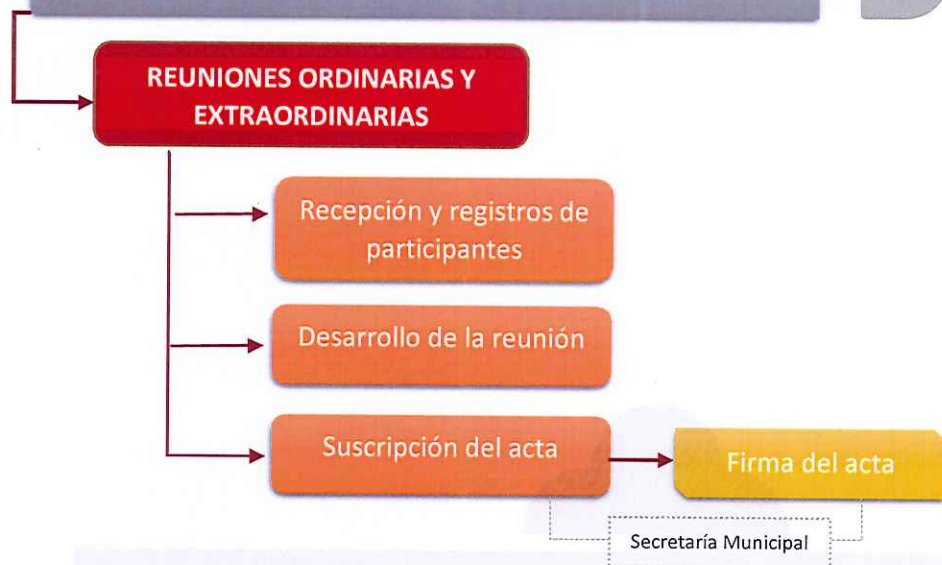 REUNIONES ORDINARIAS Y
EXTRAORDINARIAS
Recepción y registros de
participantes
Desarrollo de la reunión
Suscripción del acta
Firma del acta
Secretaría Municipal